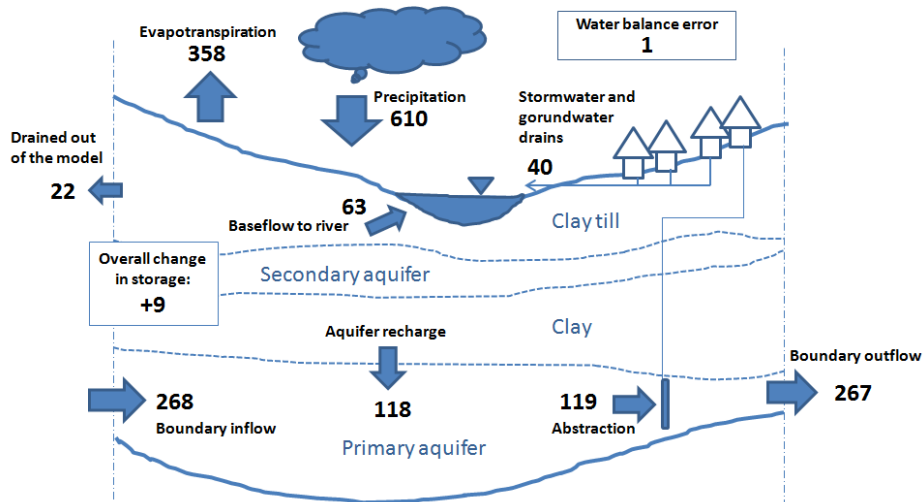 Evapotranspiration
358
Water balance error
1
Precipitation
610
Stormwater and
gorundwater
drains
40
Drained out
of the model
22
63
Baseflow to river
Clay till
Overall change
in storage:
+9
Secondary aquifer
Clay
Aquifer recharge
118
Boundary outflow
267
268
Boundary inflow
119
Abstraction
Primary aquifer